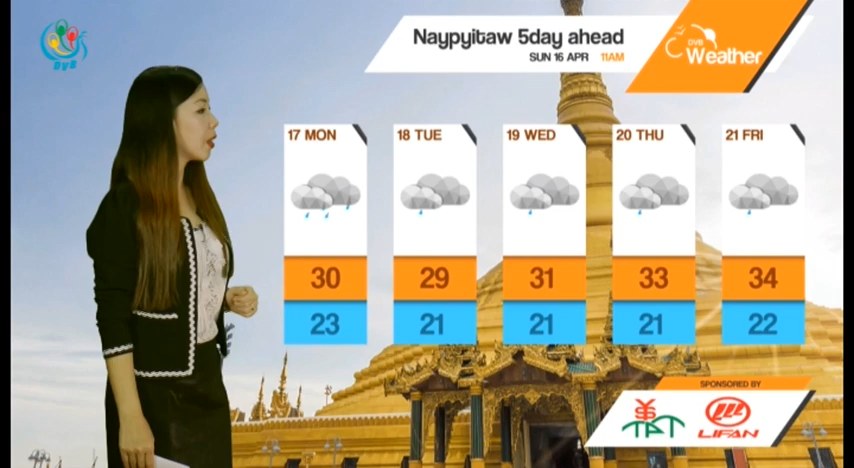 DVB
Naypyitaw 5day ahead
SUN 16 APR 11AM
DVB
Weather
17 MON
18 TUE
19 WED
20 THU
21 FRI
30
29
31
33
34
23
21
21
21
22
SPONSORED BY
LIFAN